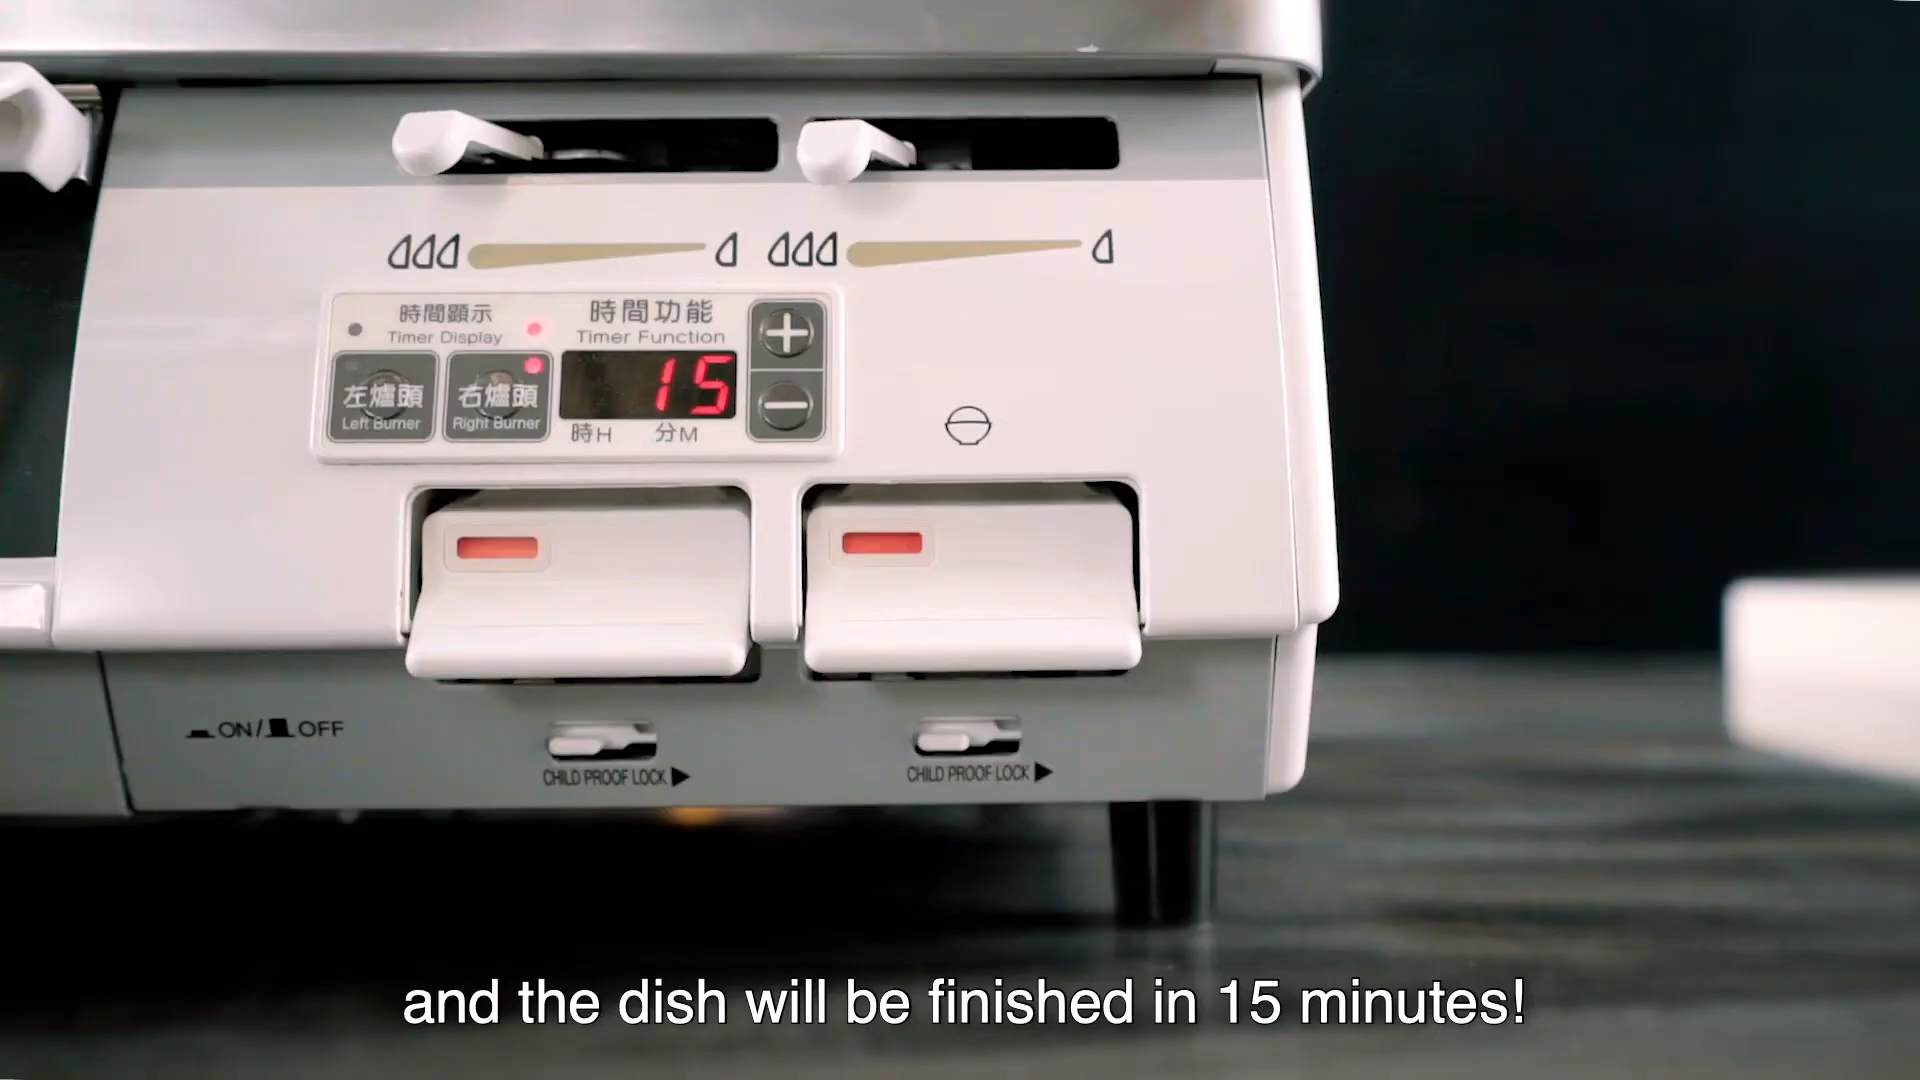 時間顯示
Timer Display
時間功能
Timer Function
左爐頭
Left Burner
右爐頭
Right Burner
15
時H 分M
ON/ OFF
CHILD PROOF LOCK
CHILD PROOF LOCK
and the dish will be finished in 15 minutes!